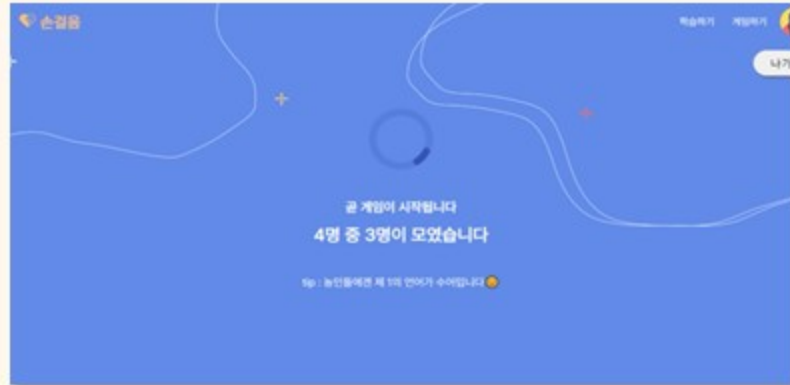 손걸음
학습하기 게임하기
나가
곧 게임이 시작됩니다
4명 중 3명이 모였습니다
tip : 농인들에겐 제 1의 언어가 수어입니다